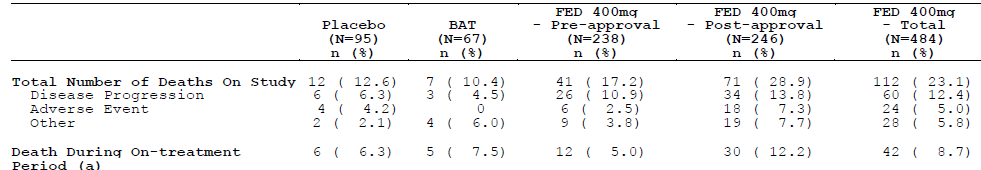 FED 400mg FED 400mg FED 400mg
Placebo BAT - Pre-approval - Post-approval - Total
(N=95) (N=67) (N=238) (N=246) (N=484)
n (%) n (%) n (%) n (%) n (%)
Total Number of Deaths On Study 12 ( 12.6) 7 ( 10.4) 41 ( 17.2) 71 ( 28.9) 112 ( 23.1)
Disease Progression 6 ( 6.3) 3 ( 4.5) 26 ( 10.9) 34 ( 13.8) 60 ( 12.4)
Adverse Event 4 ( 4.2) 0 6 ( 2.5) 18 ( 7.3) 24 ( 5.0)
Other 2 ( 2.1) 4 ( 6.0) 9 ( 3.8) 19 ( 7.7) 28 ( 5.8)
Death During On-treatment 6 ( 6.3) 5 ( 7.5) 12 ( 5.0) 30 ( 12.2) 42 ( 8.7)
Period (a)